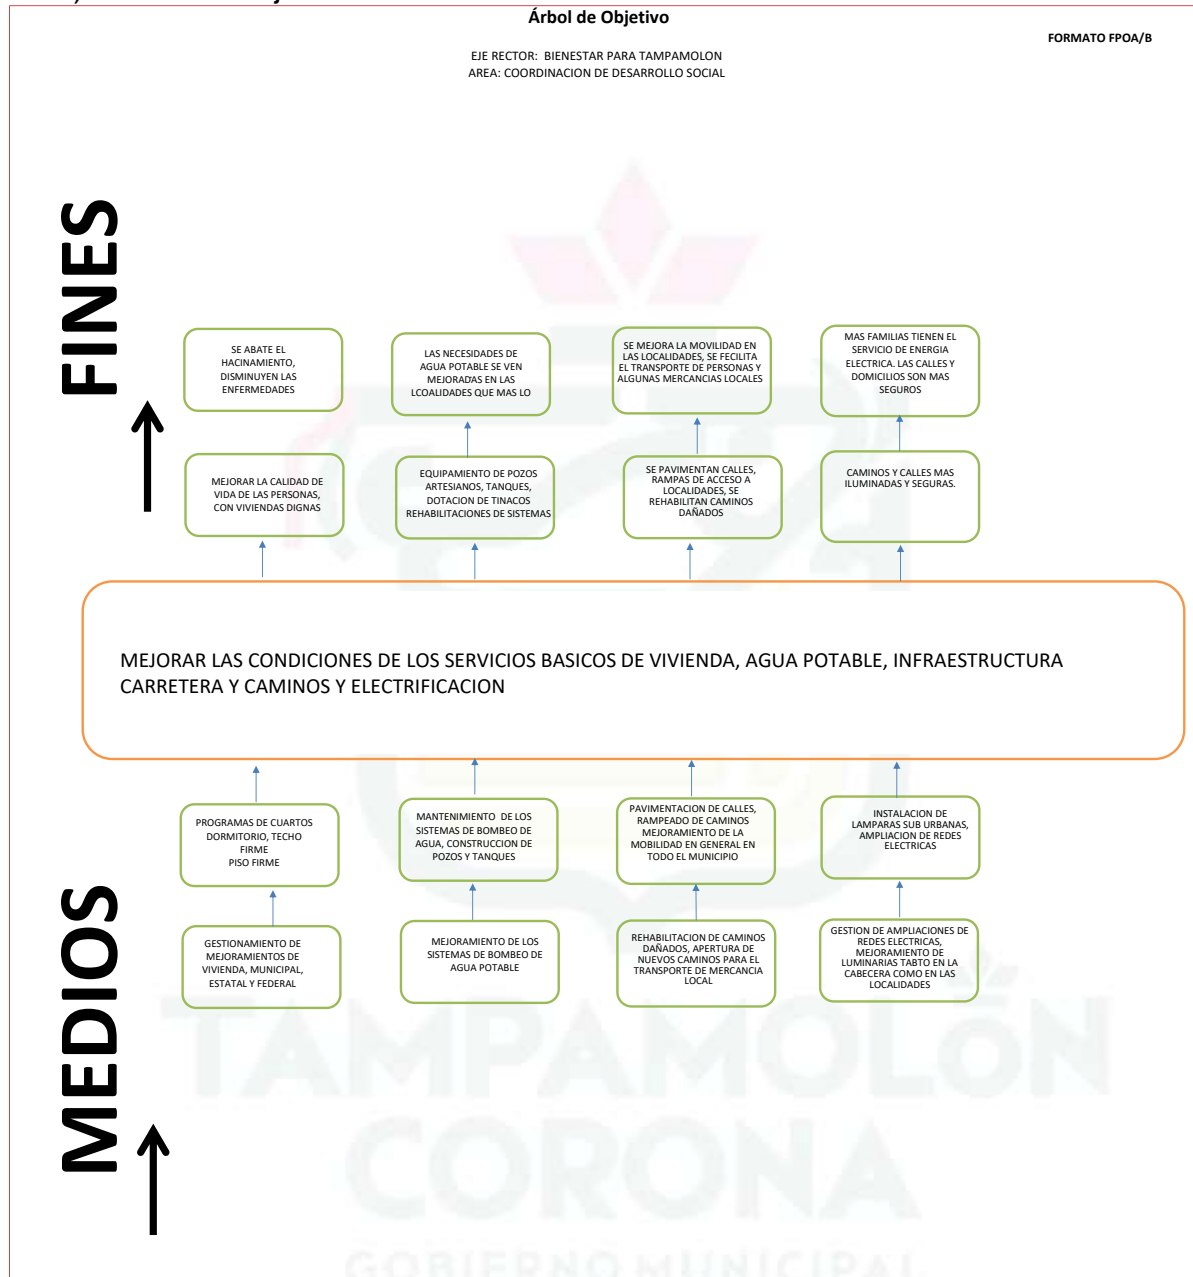 Árbol de Objetivo
FORMATO FPOA/B
EJE RECTOR:  BIENESTAR PARA TAMPAMOLON
AREA: COORDINACION DE DESARROLLO SOCIAL
FINES
SE ABATE EL
HACINAMIENTO,
DISMINUYEN LAS
ENFERMEDADES
LAS NECESIDADES DE
AGUA POTABLE SE VEN
MEJORADAS EN LAS
LCOALIDADES QUE MAS LO
SE MEJORA LA MOVILIDAD EN
LAS LOCALIDADES, SE FECILITA
EL TRANSPORTE DE PERSONAS Y
ALGUNAS MERCANCIAS LOCALES
MAS FAMILIAS TIENEN EL
SERVICIO DE ENERGIA
ELECTRICA. LAS CALLES Y
DOMICILIOS SON MAS
SEGUROS
MEJORAR LA CALIDAD DE
VIDA DE LAS PERSONAS,
CON VIVIENDAS DIGNAS
EQUIPAMIENTO DE POZOS
ARTESIANOS, TANQUES,
DOTACION DE TINACOS
REHABILITACIONES DE SISTEMAS
SE PAVIMENTAN CALLES,
RAMPAS DE ACCESO A
LOCALIDADES, SE
REHABILITAN CAMINOS
DAÑADOS
CAMINOS Y CALLES MAS
ILUMINADAS Y SEGURAS.
MEJORAR LAS CONDICIONES DE LOS SERVICIOS BASICOS DE VIVIENDA, AGUA POTABLE, INFRAESTRUCTURA
CARRETERA Y CAMINOS Y ELECTRIFICACION
MEDIOS
PROGRAMAS DE CUARTOS
DORMITORIO, TECHO
FIRME
PISO FIRME
MANTENIMIENTO  DE LOS
SISTEMAS DE BOMBEO DE
AGUA, CONSTRUCCION DE
POZOS Y TANQUES
PAVIMENTACION DE CALLES,
RAMPEADO DE CAMINOS
MEJORAMIENTO DE LA
MOBILIDAD EN GENERAL EN
TODO EL MUNICIPIO
INSTALACION DE
LAMPARAS SUB URBANAS,
AMPLIACION DE REDES
ELECTRICAS
GESTIONAMIENTO DE
MEJORAMIENTOS DE
VIVIENDA, MUNICIPAL,
ESTATAL Y FEDERAL
MEJORAMIENTO DE LOS
SISTEMAS DE BOMBEO DE
AGUA POTABLE
REHABILITACION DE CAMINOS
DAÑADOS, APERTURA DE
NUEVOS CAMINOS PARA EL
TRANSPORTE DE MERCANCIA
LOCAL
GESTION DE AMPLIACIONES DE
REDES ELECTRICAS,
MEJORAMIENTO DE
LUMINARIAS TABTO EN LA
CABECERA COMO EN LAS
LOCALIDADES
TAMPAMOLÓN
CORONA
GOBIERNO MUNICIPAL